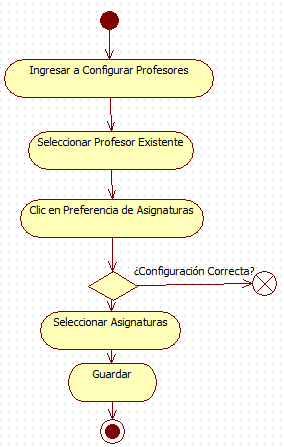 Ingresar a Configurar Profesores
Seleccionar Profesor Existente
Clic en Preferencia de Asignaturas
¿Configuración Correcta?
Seleccionar Asignaturas
Guardar